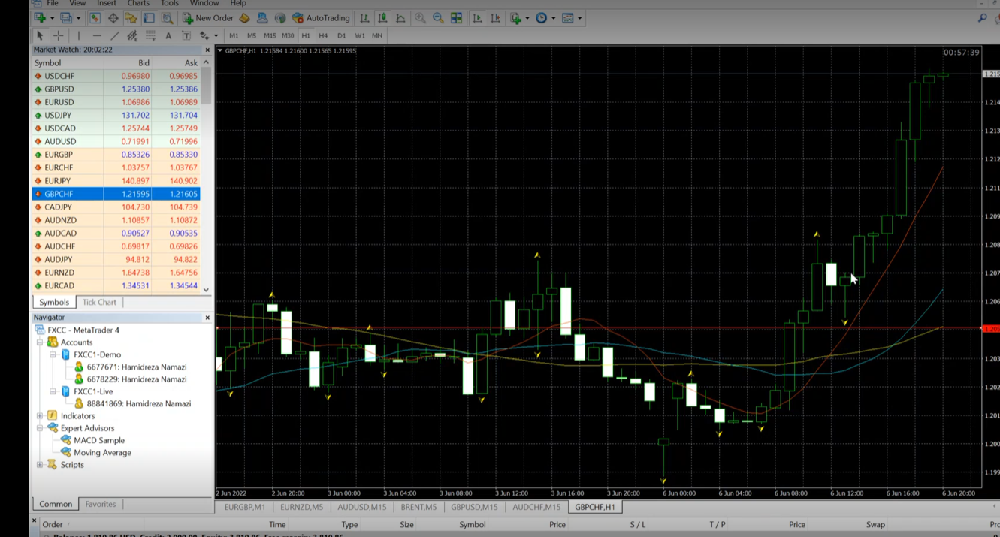 File View Insert Charts Tools Window Help
New Order AutoTrading
A T M1 M5 M15 M30 H1 H4 D1 W1 MN
Market Watch: 20:02:22
Symbol Bid Ask
USDCHF 0.96980 0.96985
GBPUSD 1.25380 1.25386
EURUSD 1.06986 1.06989
USDJPY 131.702 131.704
USDCAD 1.25744 1.25749
AUDUSD 0.71991 0.71996
EURGBP 0.85326 0.85330
EURCHF 1.03757 1.03767
EURJPY 140.897 140.902
GBPCHF 1.21595 1.21605
CADJPY 104.730 104.739
AUDNZD 1.10857 1.10872
AUDCAD 0.90527 0.90535
AUDCHF 0.69817 0.69826
AUDJPY 94.812 94.822
EURNZD 1.64738 1.64756
EURCAD 1.34531 1.34544
Symbols Tick Chart
Navigator
FXCC - MetaTrader 4
Accounts
FXCC1-Demo
6677671: Hamidreza Namazi
6678229: Hamidreza Namazi
FXCC1-Live
88841869: Hamidreza Namazi
Indicators
Expert Advisors
MACD Sample
Moving Average
Scripts
Common Favorites
GBPCHF,H1 1.21584 1.21600 1.21565 1.21595
00:57:39
1.215
1.214
1.213
1.212
1.211
1.209
1.208
1.207
1.206
1.205
1.203
1.202
1.201
1.200
1.199
2 Jun 2022 2 Jun 20:00 3 Jun 00:00 3 Jun 04:00 3 Jun 08:00 3 Jun 12:00 3 Jun 16:00 3 Jun 20:00 6 Jun 00:00 6 Jun 04:00 6 Jun 08:00 6 Jun 12:00 6 Jun 16:00 6 Jun 20:00
EURGBP,M1 EURNZD,M5 AUDUSD,M15 BRENT,M5 GBPUSD,M15 AUDCHF,M15 GBPCHF,H1
Order / Time Type Size Symbol Price S / L T / P Price Swap Pro